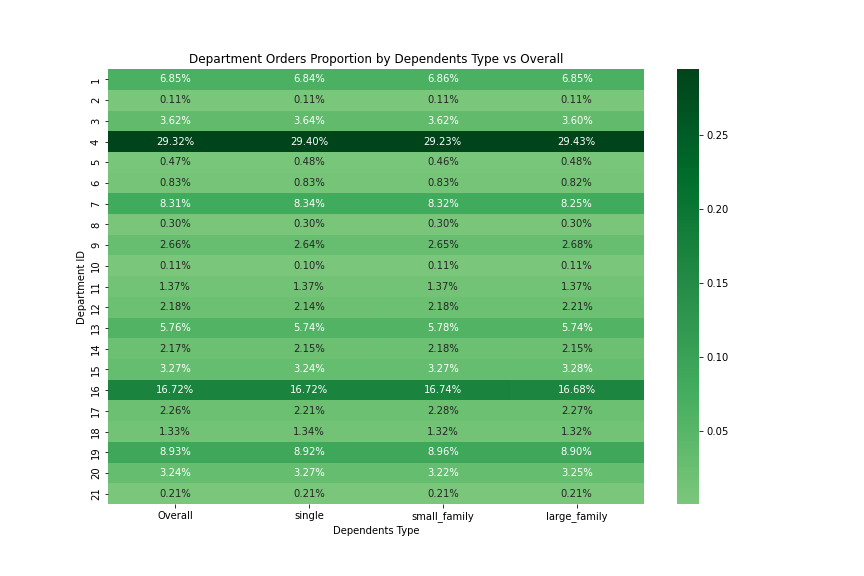 Department Orders Proportion by Dependents Type vs Overall
Department ID
1 6.85% 6.84% 6.86% 6.85%
2 0.11% 0.11% 0.11% 0.11%
3 3.62% 3.64% 3.62% 3.60%
4 29.32% 29.40% 29.23% 29.43%
5 0.47% 0.48% 0.46% 0.48%
6 0.83% 0.83% 0.83% 0.82%
7 8.31% 8.34% 8.32% 8.25%
8 0.30% 0.30% 0.30% 0.30%
9 2.66% 2.64% 2.65% 2.68%
10 0.11% 0.10% 0.11% 0.11%
11 1.37% 1.37% 1.37% 1.37%
12 2.18% 2.14% 2.18% 2.21%
13 5.76% 5.74% 5.78% 5.74%
14 2.17% 2.15% 2.18% 2.15%
15 3.27% 3.24% 3.27% 3.28%
16 16.72% 16.72% 16.74% 16.68%
17 2.26% 2.21% 2.28% 2.27%
18 1.33% 1.34% 1.32% 1.32%
19 8.93% 8.92% 8.96% 8.90%
20 3.24% 3.27% 3.22% 3.25%
21 0.21% 0.21% 0.21% 0.21%
Overall single small_family large_family
Dependents Type
0.25
0.20
0.15
0.10
0.05